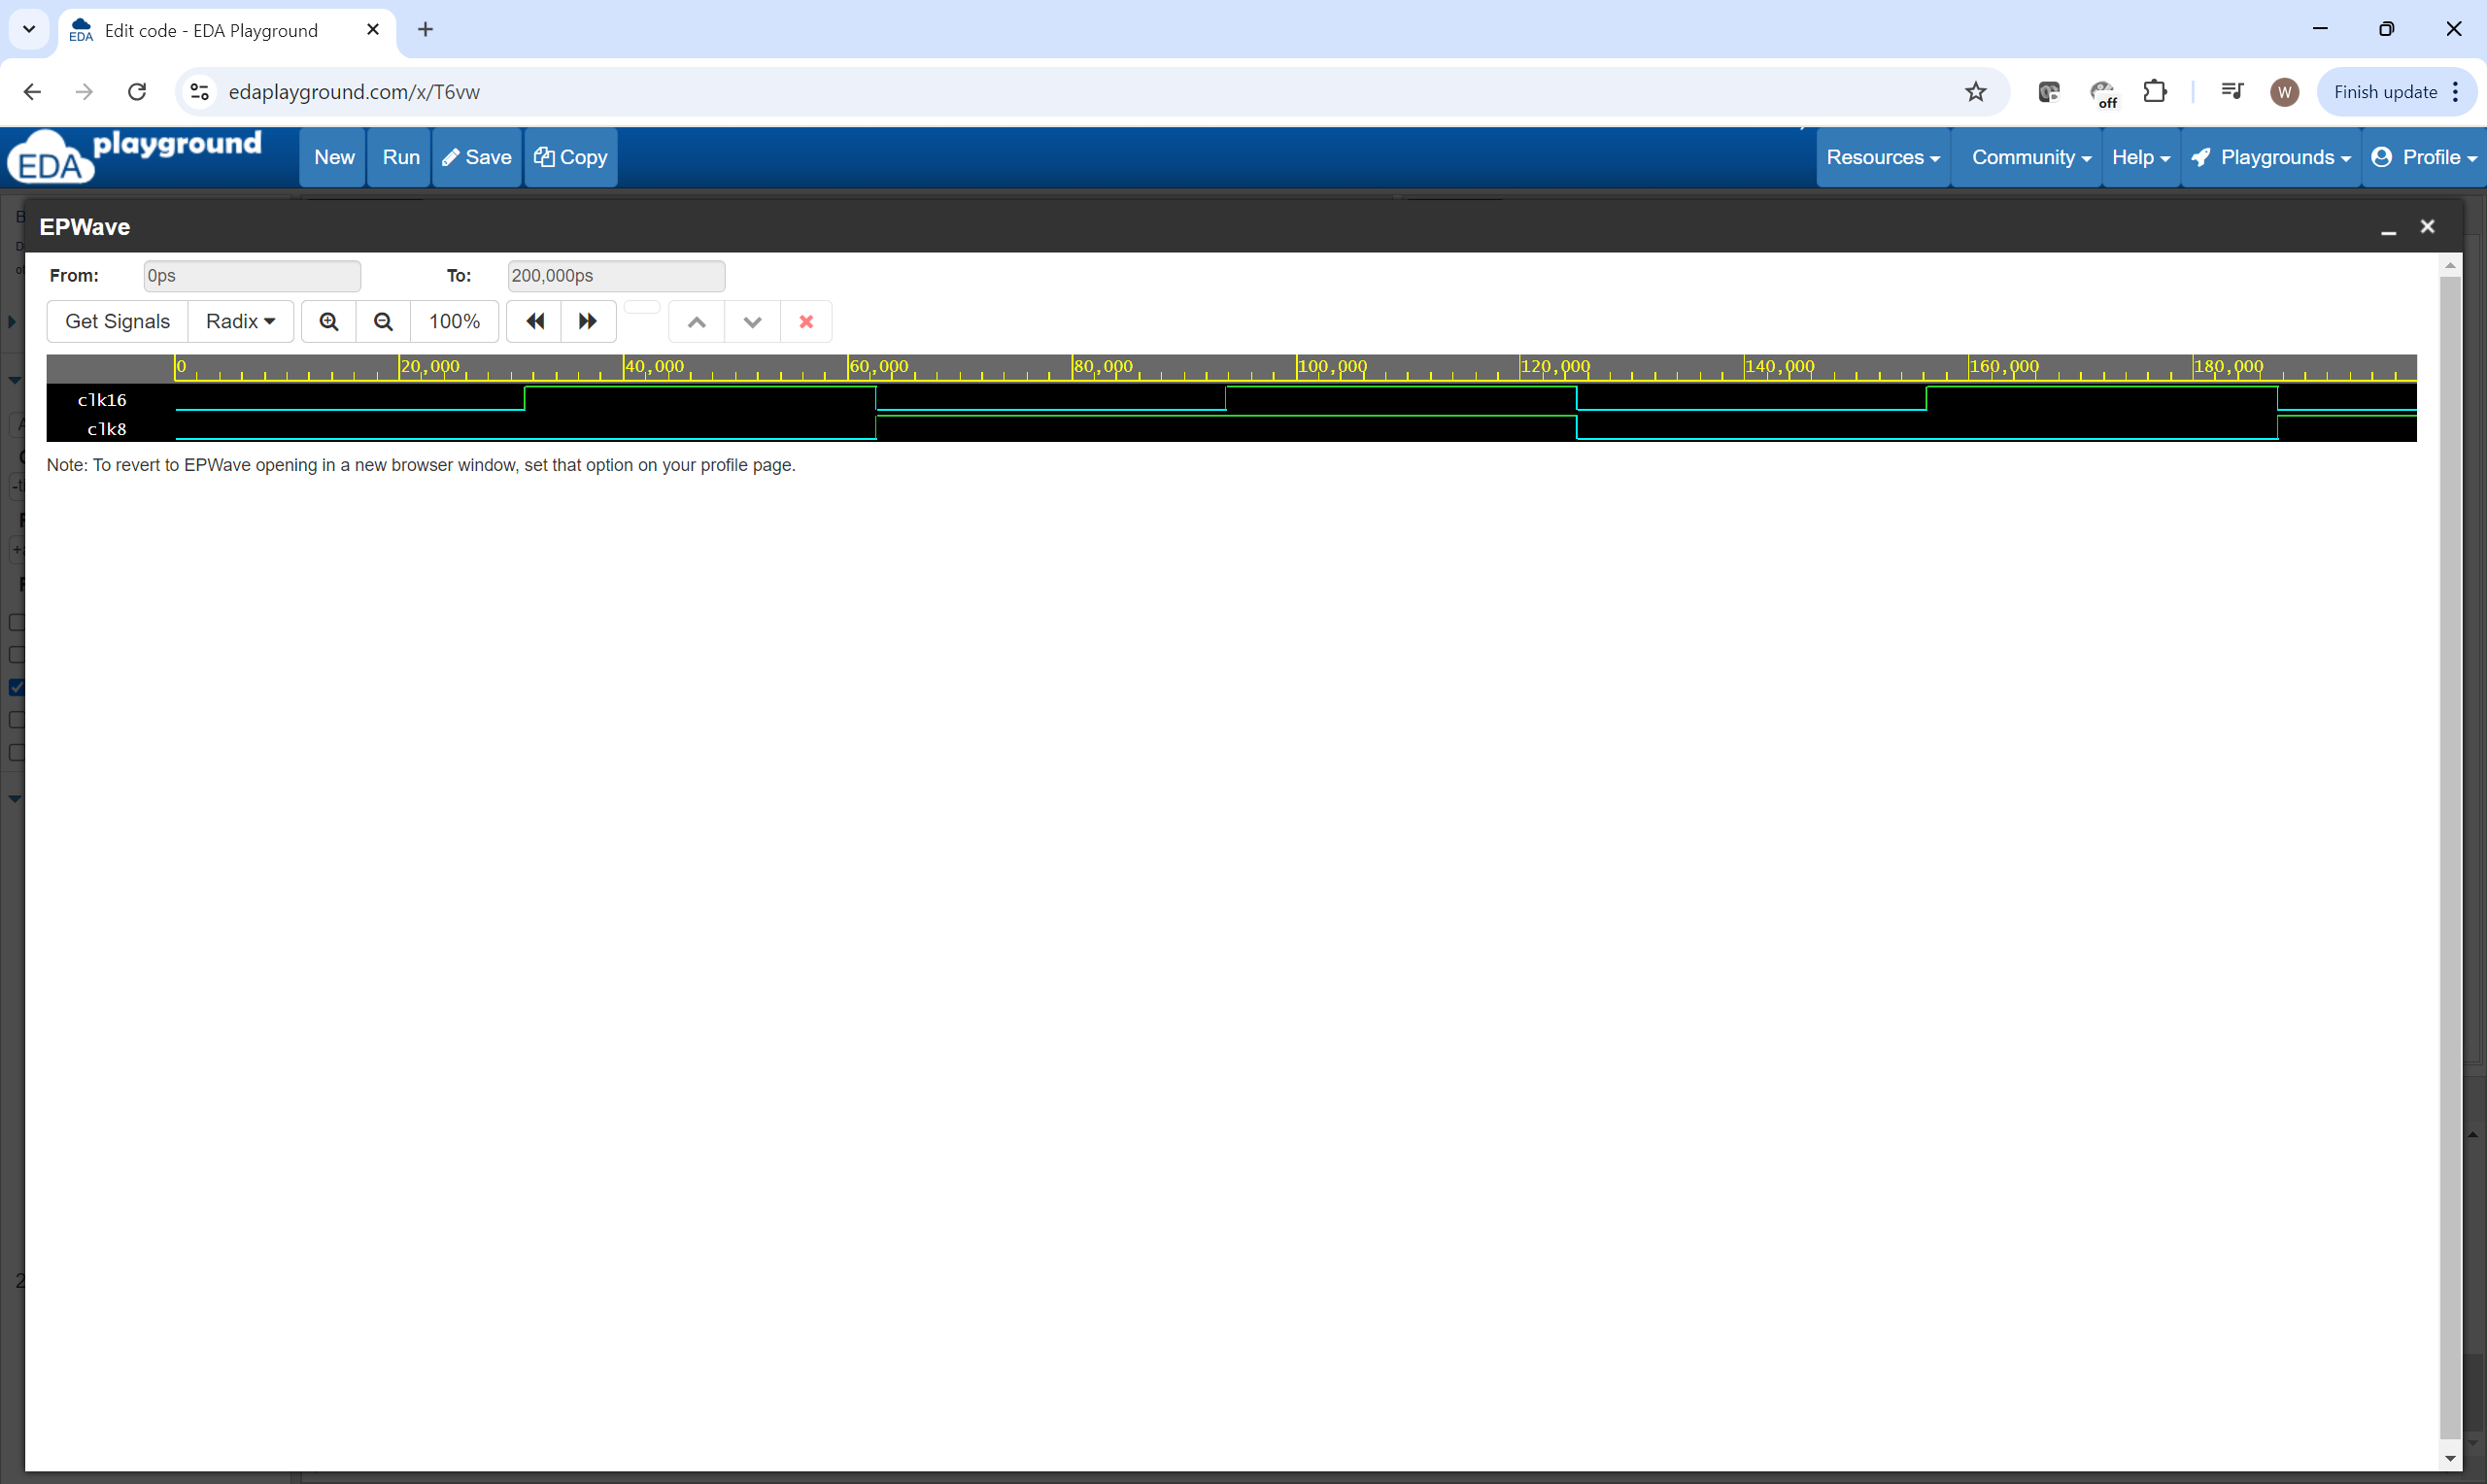 Edit code - EDA Playground
edaplayground.com/x/T6vw
off
W
Finish update
EDA playground
New
Run
Save
Copy
Resources
Community
Help
Playgrounds
Profile
EPWave
From:
0ps
To:
200,000ps
Get Signals
Radix
100%
0
20,000
40,000
60,000
80,000
100,000
120,000
140,000
160,000
180,000
clk16
clk8
Note: To revert to EPWave opening in a new browser window, set that option on your profile page.